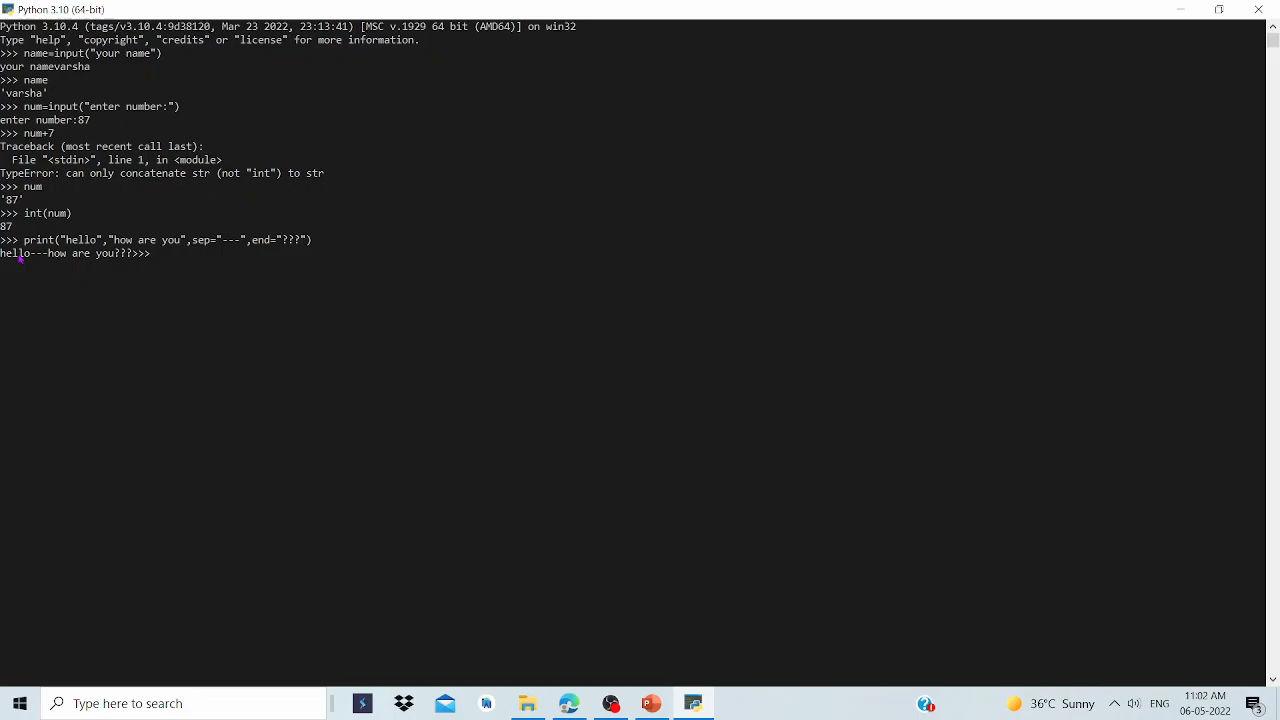 Python 3.10 (64-bit)
Python 3.10.4 (tags/v3.10.4:9d38120, Mar 23 2022, 23:13:41) [MSC v.1929 64 bit (AMD64)] on win32
Type "help", "copyright", "credits" or "license" for more information.
>>> name=input("your name")
your namevarsha
>>> name
'varsha'
>>> num=input("enter number:")
enter number:87
>>> num+7
Traceback (most recent call last):
  File "<stdin>", line 1, in <module>
TypeError: can only concatenate str (not "int") to str
>>> num
'87'
>>> int(num)
87
>>> print("hello","how are you",sep="---",end="???")
hello---how are you???>>>
Type here to search
36°C Sunny
ENG
11:02 AM
06-05-2022
3